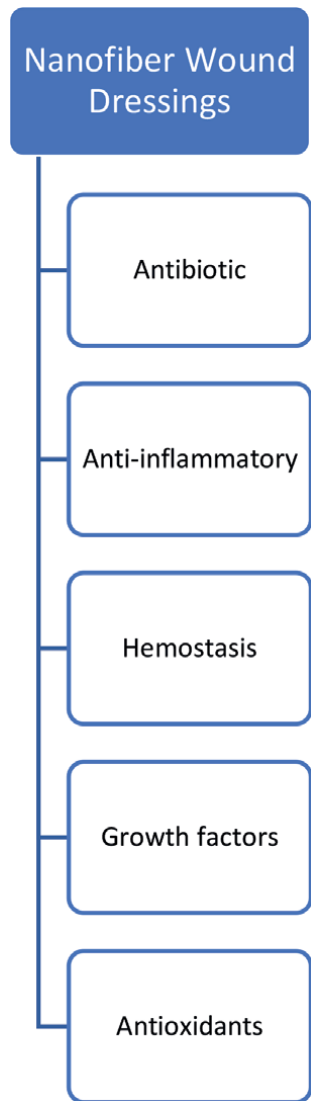 Nanofiber Wound
Dressings
Antibiotic
Anti-inflammatory
Hemostasis
Growth factors
Antioxidants